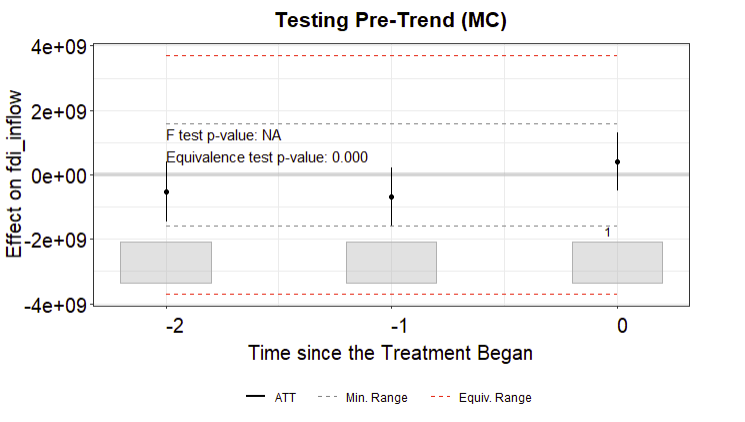 Testing Pre-Trend (MC)
Effect on fdi_inflow
4e+09
2e+09
0e+00
-2e+09
-4e+09
F test p-value: NA
Equivalence test p-value: 0.000
1
-2
-1
0
Time since the Treatment Began
ATT
Min. Range
Equiv. Range